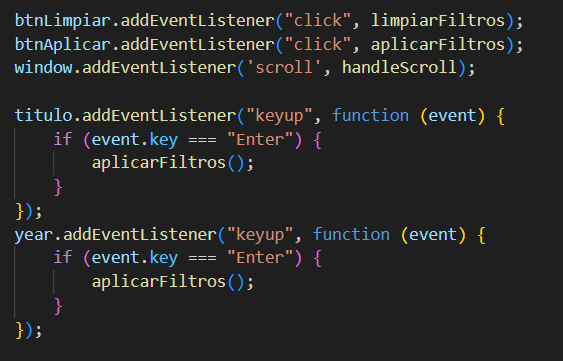 btnLimpiar.addEventListener("click", limpiarFiltros);
btnAplicar.addEventListener("click", aplicarFiltros);
window.addEventListener('scroll', handleScroll);

titulo.addEventListener("keyup", function (event) {
    if (event.key === "Enter") {
        aplicarFiltros();
    }
});
year.addEventListener("keyup", function (event) {
    if (event.key === "Enter") {
        aplicarFiltros();
    }
});